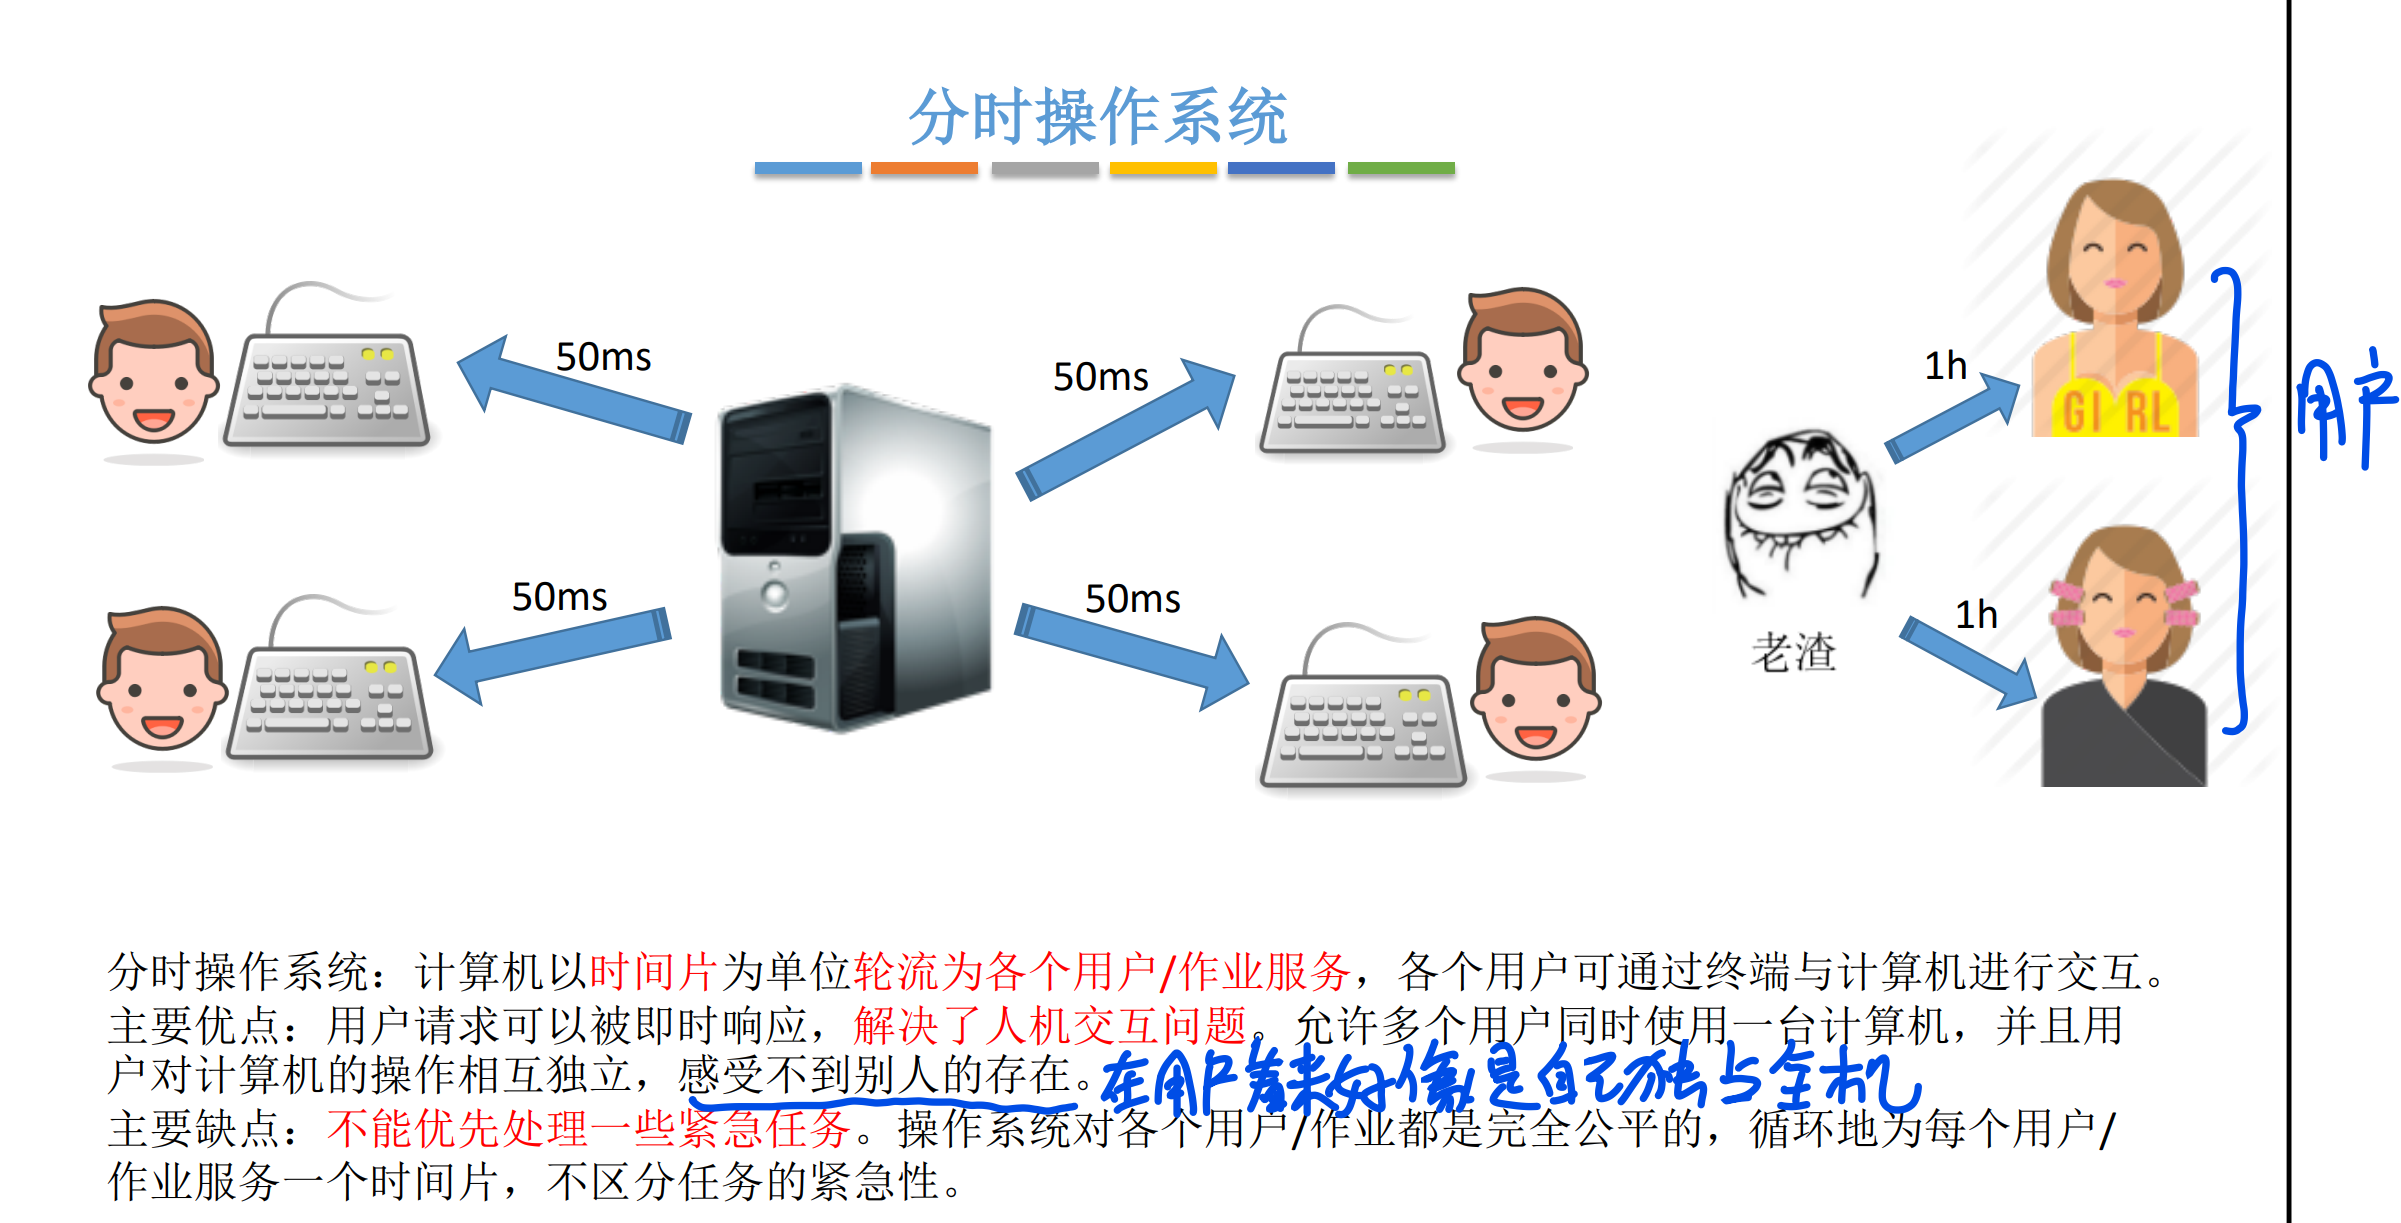 分时操作系统
50ms
50ms
1h
GIRL
用户
50ms
50ms
1h
老渣
分时操作系统：计算机以时间片为单位轮流为各个用户/作业服务，各个用户可通过终端与计算机进行交互。
主要优点：用户请求可以被即时响应，解决了人机交互问题。允许多个用户同时使用一台计算机，并且用
户对计算机的操作相互独立，感受不到别人的存在。
在用户看来好像是自己独占主机
主要缺点：不能优先处理一些紧急任务。操作系统对各个用户/作业都是完全公平的，循环地为每个用户/
作业服务一个时间片，不区分任务的紧急性。